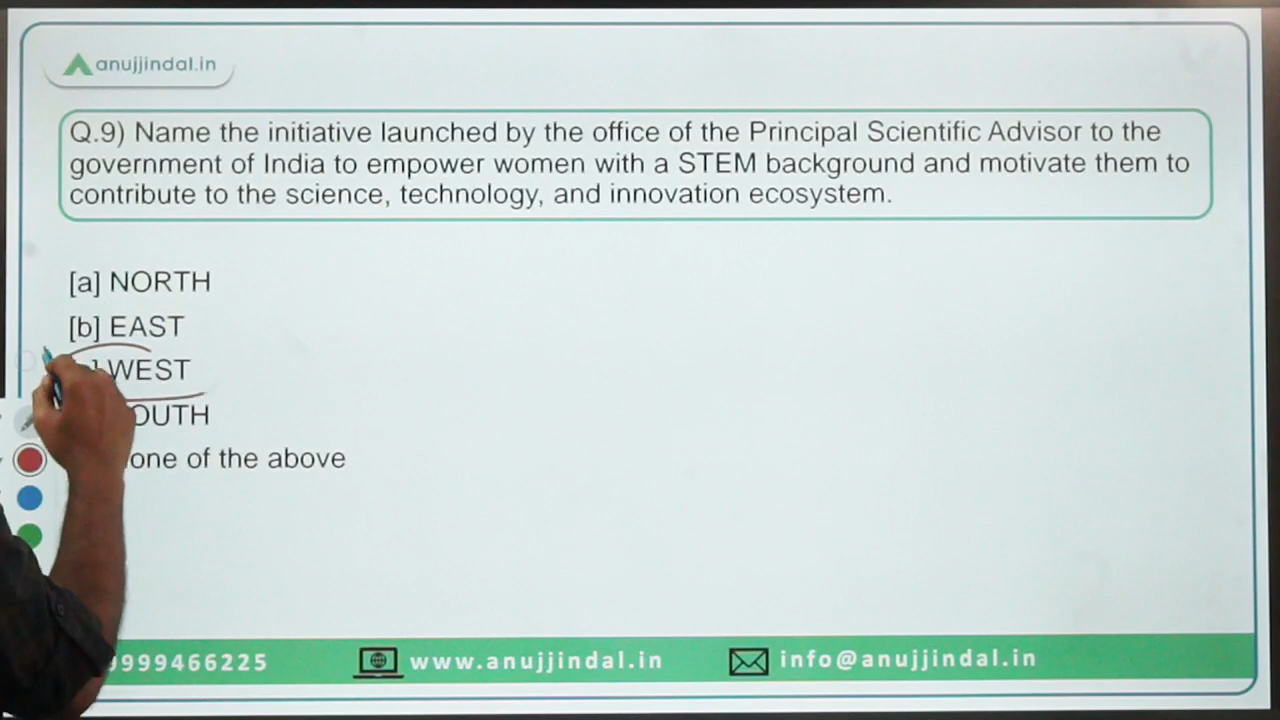 anujjindal.in
Q.9) Name the initiative launched by the office of the Principal Scientific Advisor to the
government of India to empower women with a STEM background and motivate them to
contribute to the science, technology, and innovation ecosystem.
[a] NORTH
[b] EAST
WEST
OUTH
one of the above
9999466225
www.anujjindal.in
info@anujjindal.in